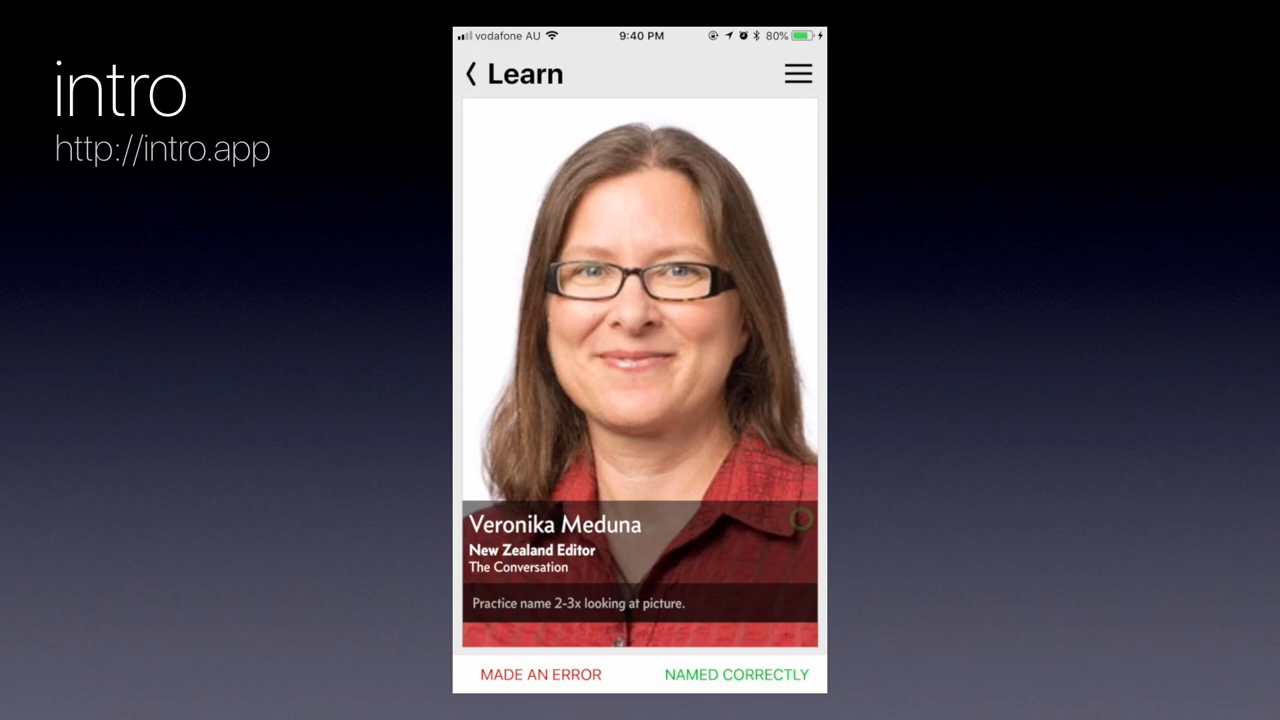 intro
http://intro.app
vodafone AU 9:40 PM 80%
Learn
Veronika Meduna
New Zealand Editor
The Conversation
Practice name 2-3x looking at picture.
MADE AN ERROR NAMED CORRECTLY